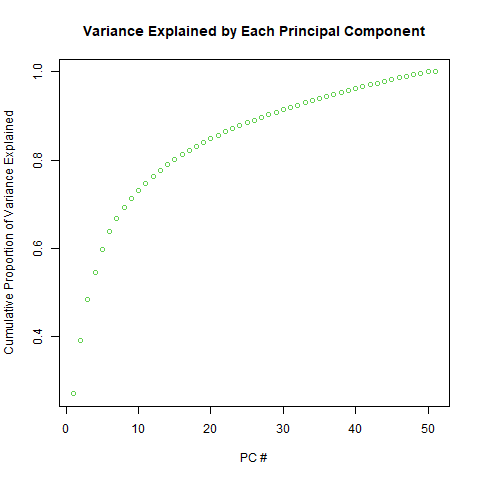 Variance Explained by Each Principal Component
Cumulative Proportion of Variance Explained
1.0
0.8
0.6
0.4
0 10 20 30 40 50
PC #